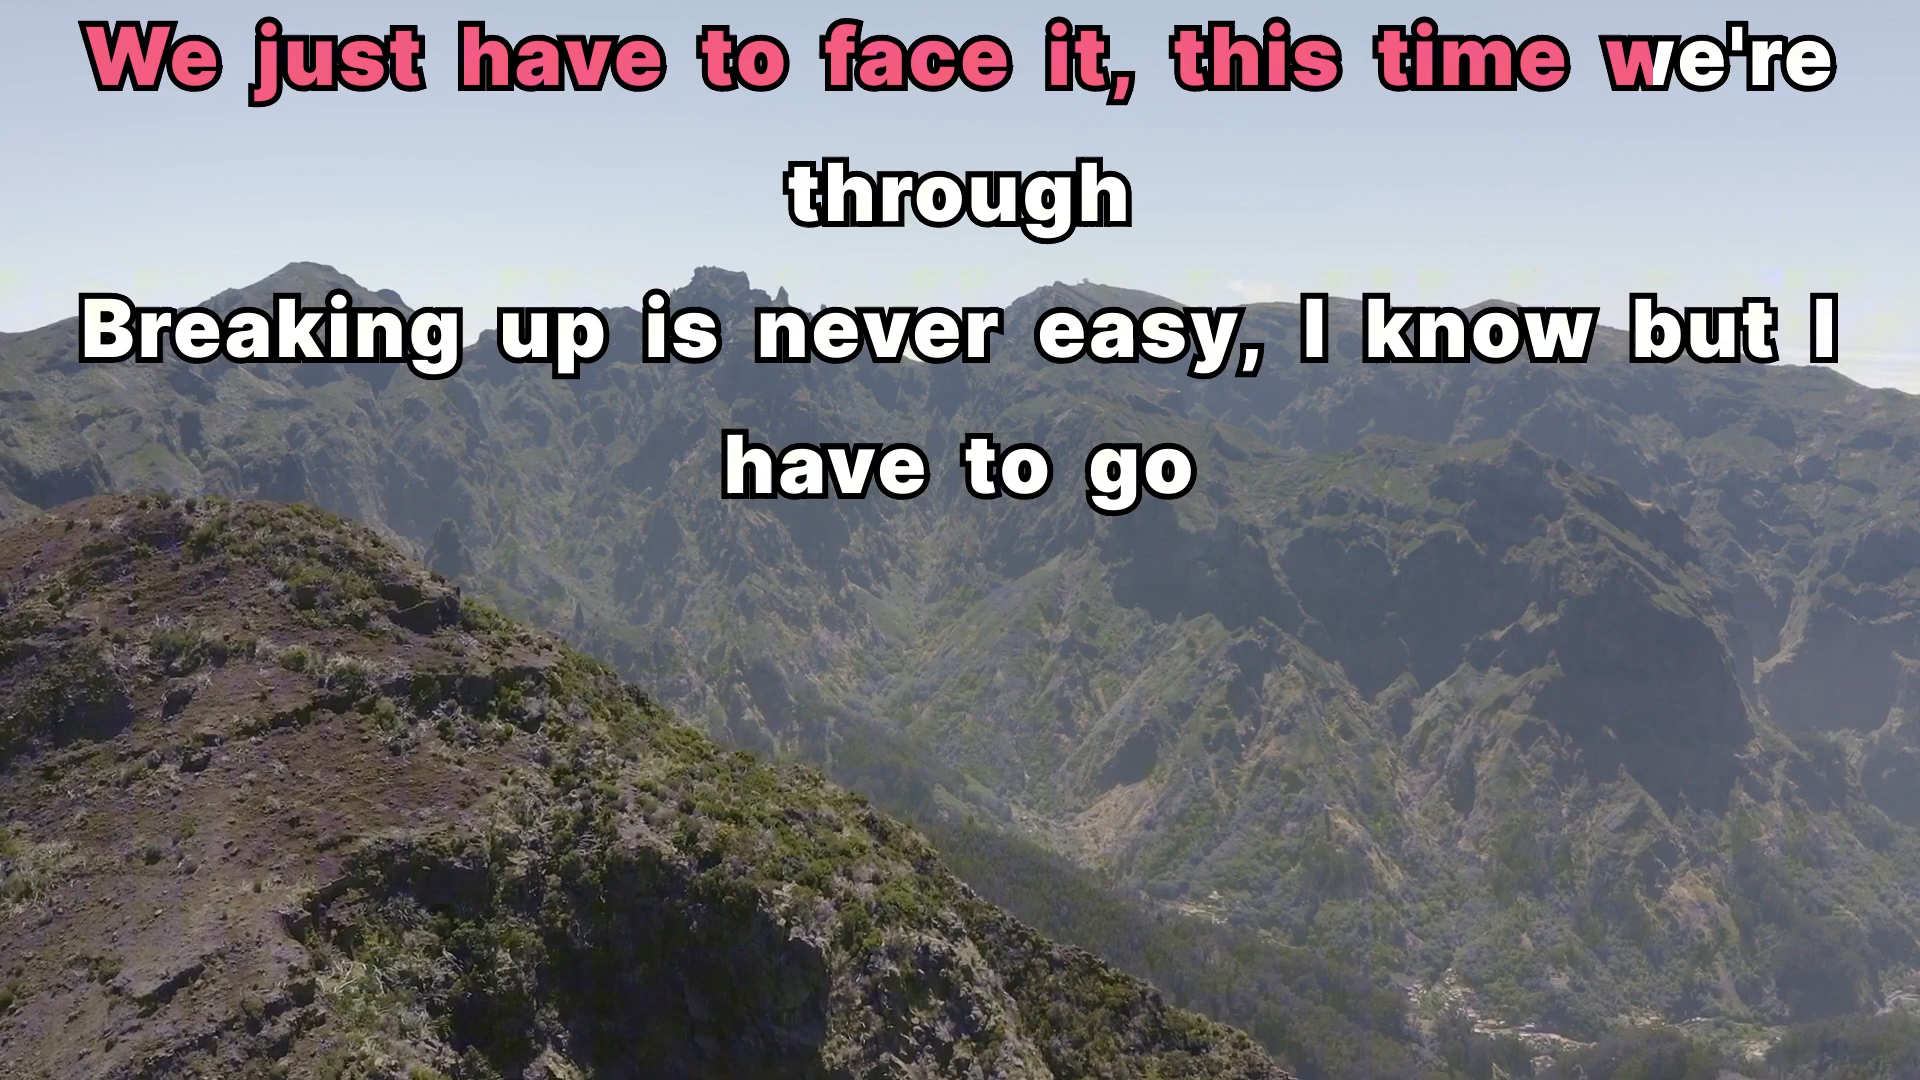 We just have to face it, this time we're
through
Breaking up is never easy, I know but I
have to go